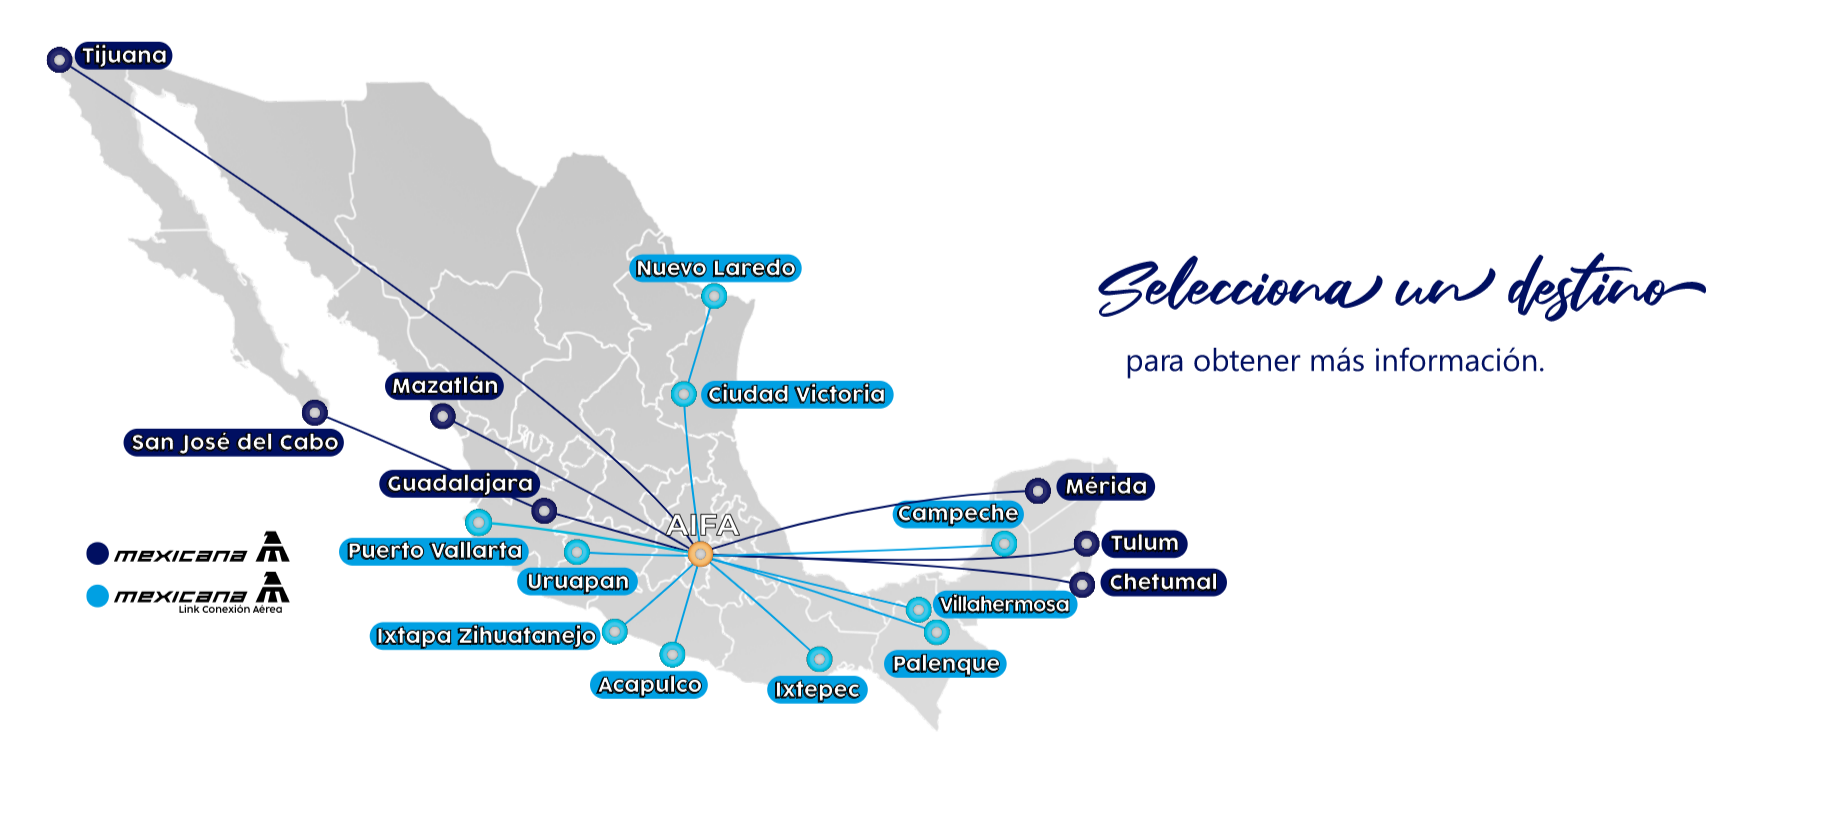 Tijuana
Nuevo Laredo
Selecciona un destino
para obtener más información.
Mazatlán
Ciudad Victoria
San José del Cabo
Guadalajara
Mérida
Campeche
AIFA
Puerto Vallarta
Tulum
mexicana
Uruapan
Chetumal
mexicana
Link Conexión Aérea
Villahermosa
Ixtapa Zihuatanejo
Palenque
Acapulco
Ixtepec